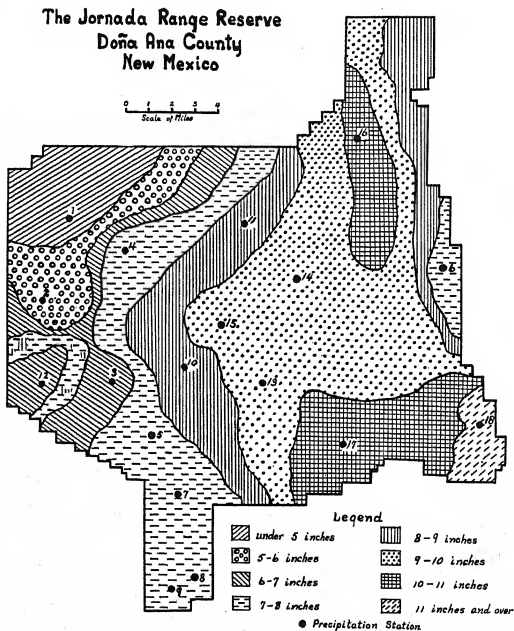 The Jornada Range Reserve
Doña Ana County
New Mexico
0 1 2 3 4
Scale of Miles
16
1
11
4
6
14
2
15
10
12
3
13
18
5
17
7
8
9
Legend
under 5 inches
5-6 inches
6-7 inches
7-8 inches
8-9 inches
9-10 inches
10-11 inches
11 inches and over
Precipitation Station